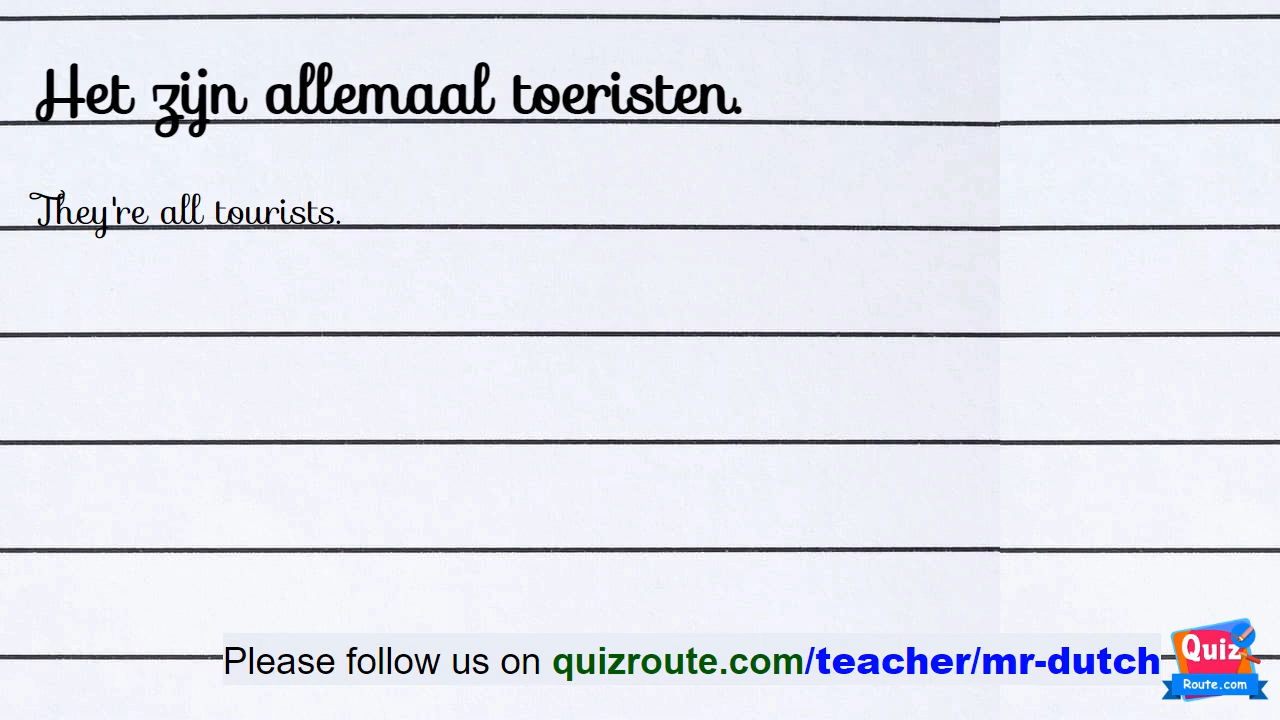 Het zijn allemaal toeristen.
They're all tourists.
Please follow us on quizroute.com/teacher/mr-dutch
Quiz
Route.com